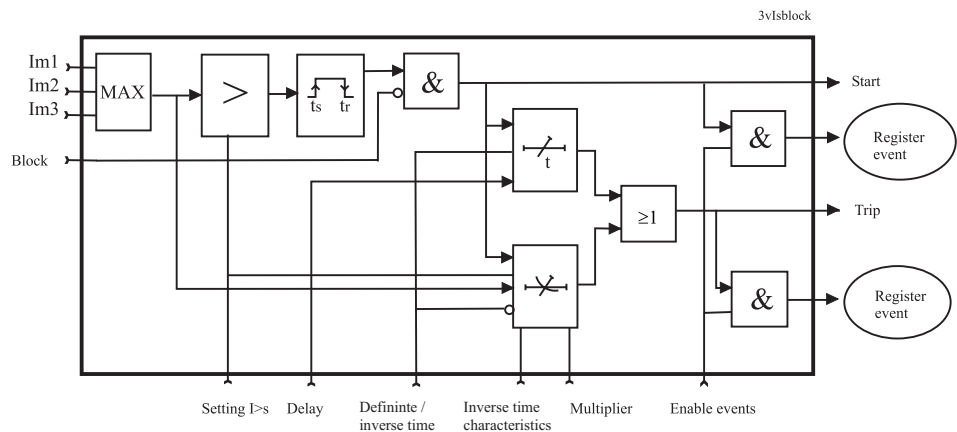 3vIsblock
Im1
Im2
Im3
MAX
>
ts tr
&
Start
Block
t
&
Register
event
≥1
Trip
&
Register
event
Setting I>s
Delay
Defininte /
inverse time
Inverse time
characteristics
Multiplier
Enable events